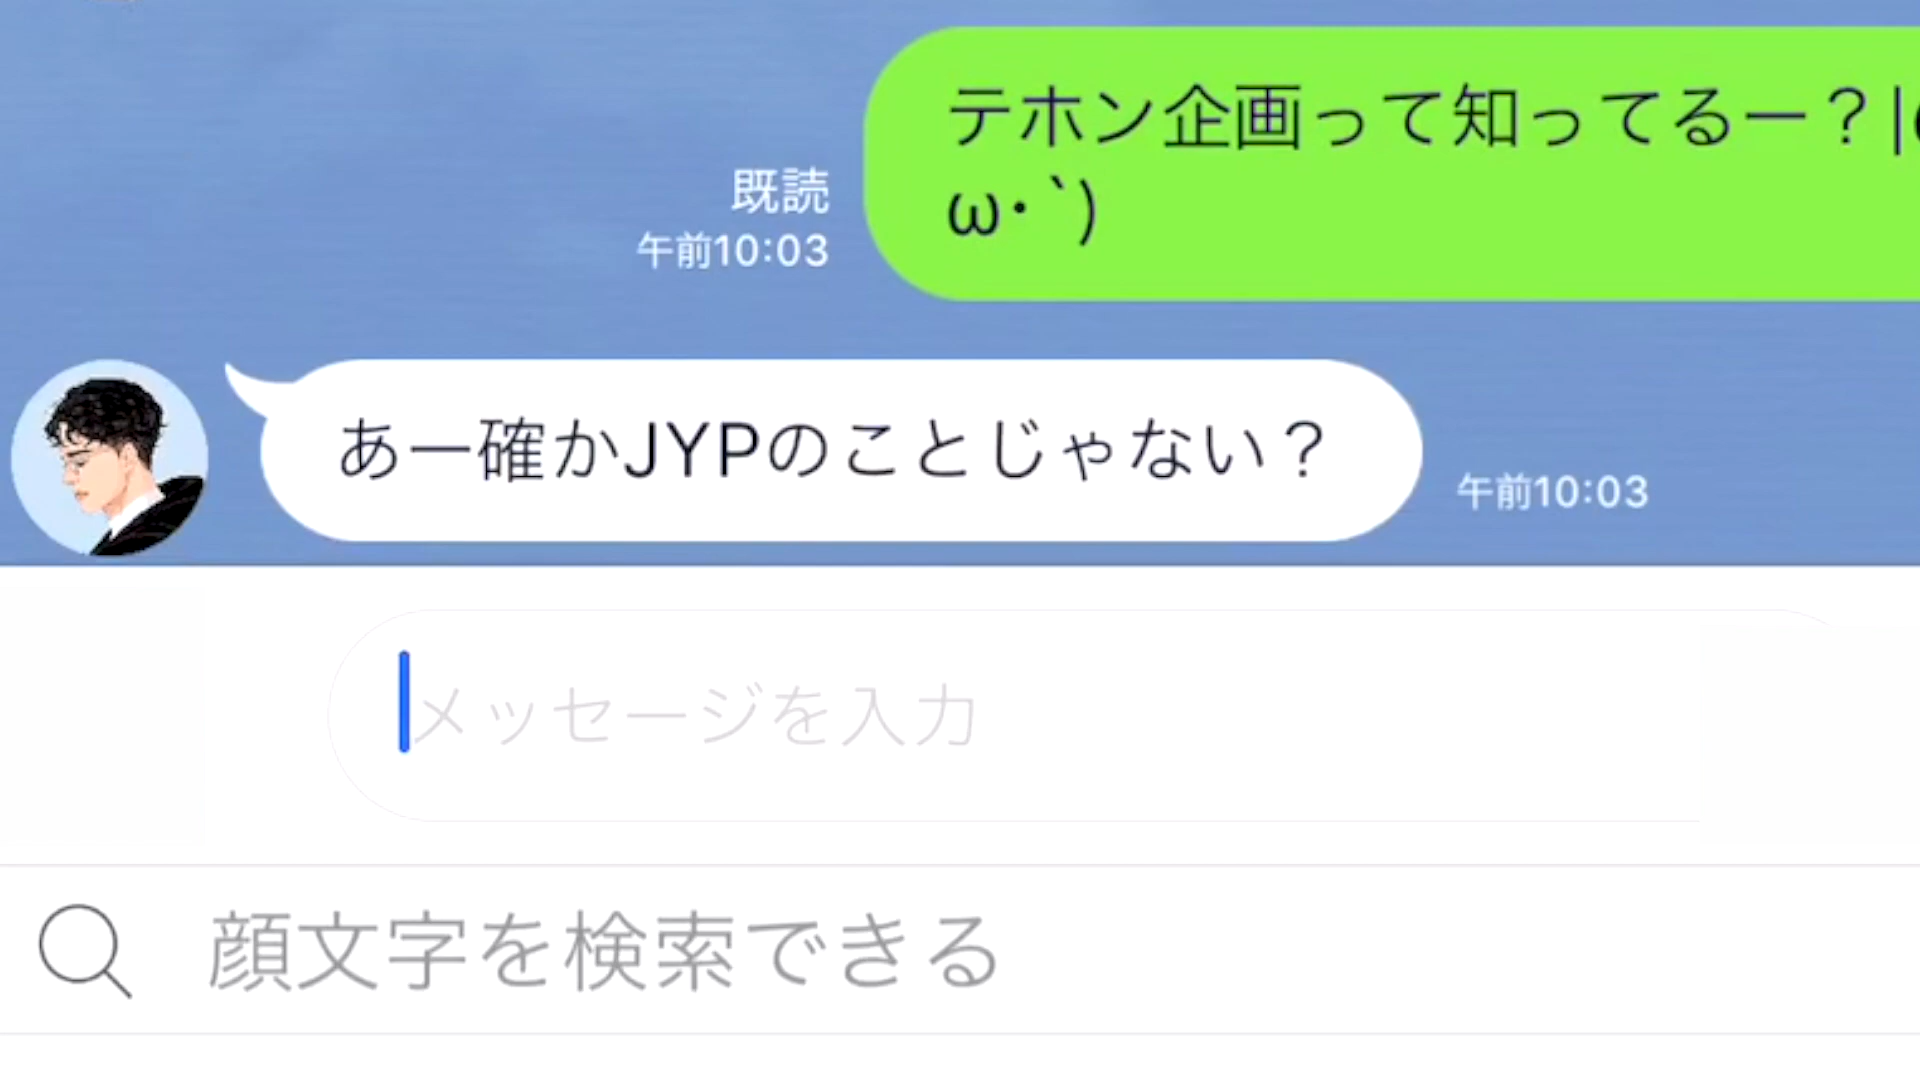 テホン企画って知ってるー？|
ω･`)
既読
午前10:03
あー確かJYPのことじゃない？
午前10:03
メッセージを入力
顔文字を検索できる